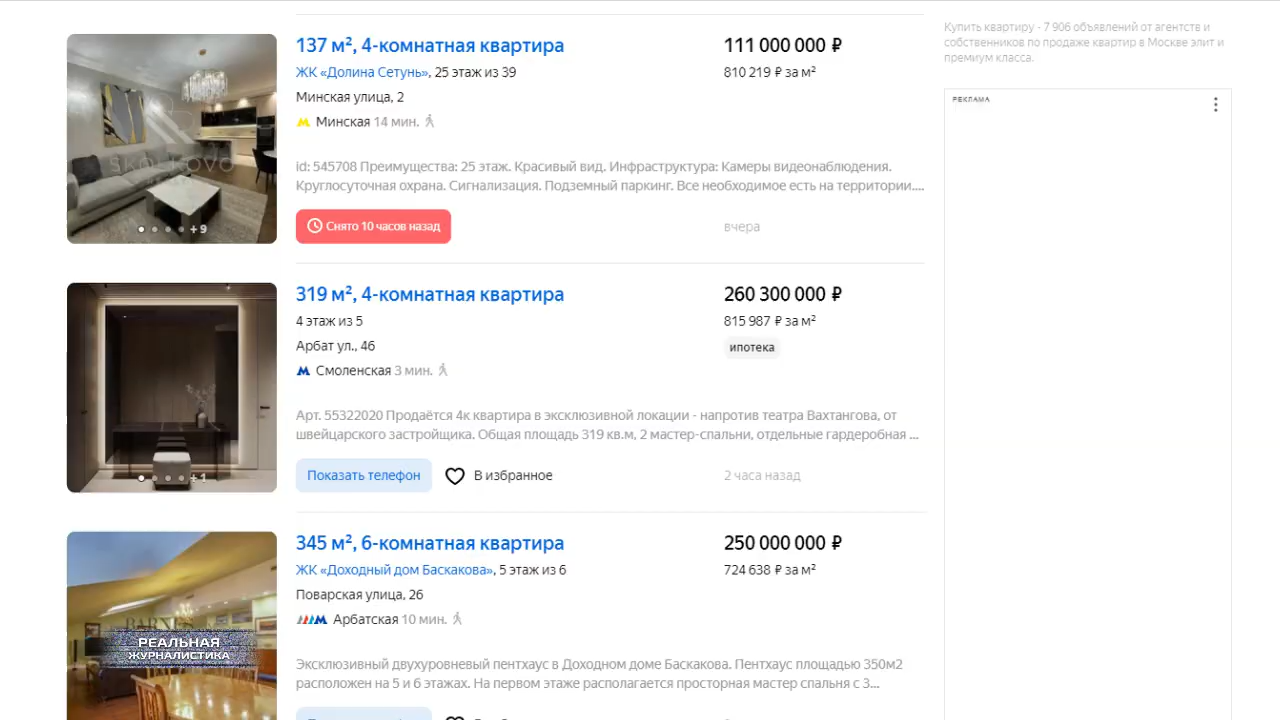 137 м², 4-комнатная квартира
111 000 000 ₽
ЖК «Долина Сетунь», 25 этаж из 39
810 219 ₽ за м²
Минская улица, 2
Минская 14 мин.
id: 545708 Преимущества: 25 этаж. Красивый вид. Инфраструктура: Камеры видеонаблюдения.
Круглосуточная охрана. Сигнализация. Подземный паркинг. Все необходимое есть на территории....
Снято 10 часов назад
вчера
SKOLKOVO
+ 9
319 м², 4-комнатная квартира
260 300 000 ₽
4 этаж из 5
815 987 ₽ за м²
Арбат ул., 46
ипотека
Смоленская 3 мин.
Арт. 55322020 Продаётся 4к квартира в эксклюзивной локации - напротив театра Вахтангова, от
швейцарского застройщика. Общая площадь 319 кв.м, 2 мастер-спальни, отдельные гардеробная ...
Показать телефон
В избранное
2 часа назад
+ 1
345 м², 6-комнатная квартира
250 000 000 ₽
ЖК «Доходный дом Баскакова», 5 этаж из 6
724 638 ₽ за м²
Поварская улица, 26
Арбатская 10 мин.
Эксклюзивный двухуровневый пентхаус в Доходном доме Баскакова. Пентхаус площадью 350м2
расположен на 5 и 6 этажах. На первом этаже располагается просторная мастер спальня с 3...
РЕАЛЬНАЯ
ЖУРНАЛИСТИКА
Купить квартиру - 7 906 объявлений от агентств и
собственников по продаже квартир в Москве элит и
премиум класса.
РЕКЛАМА